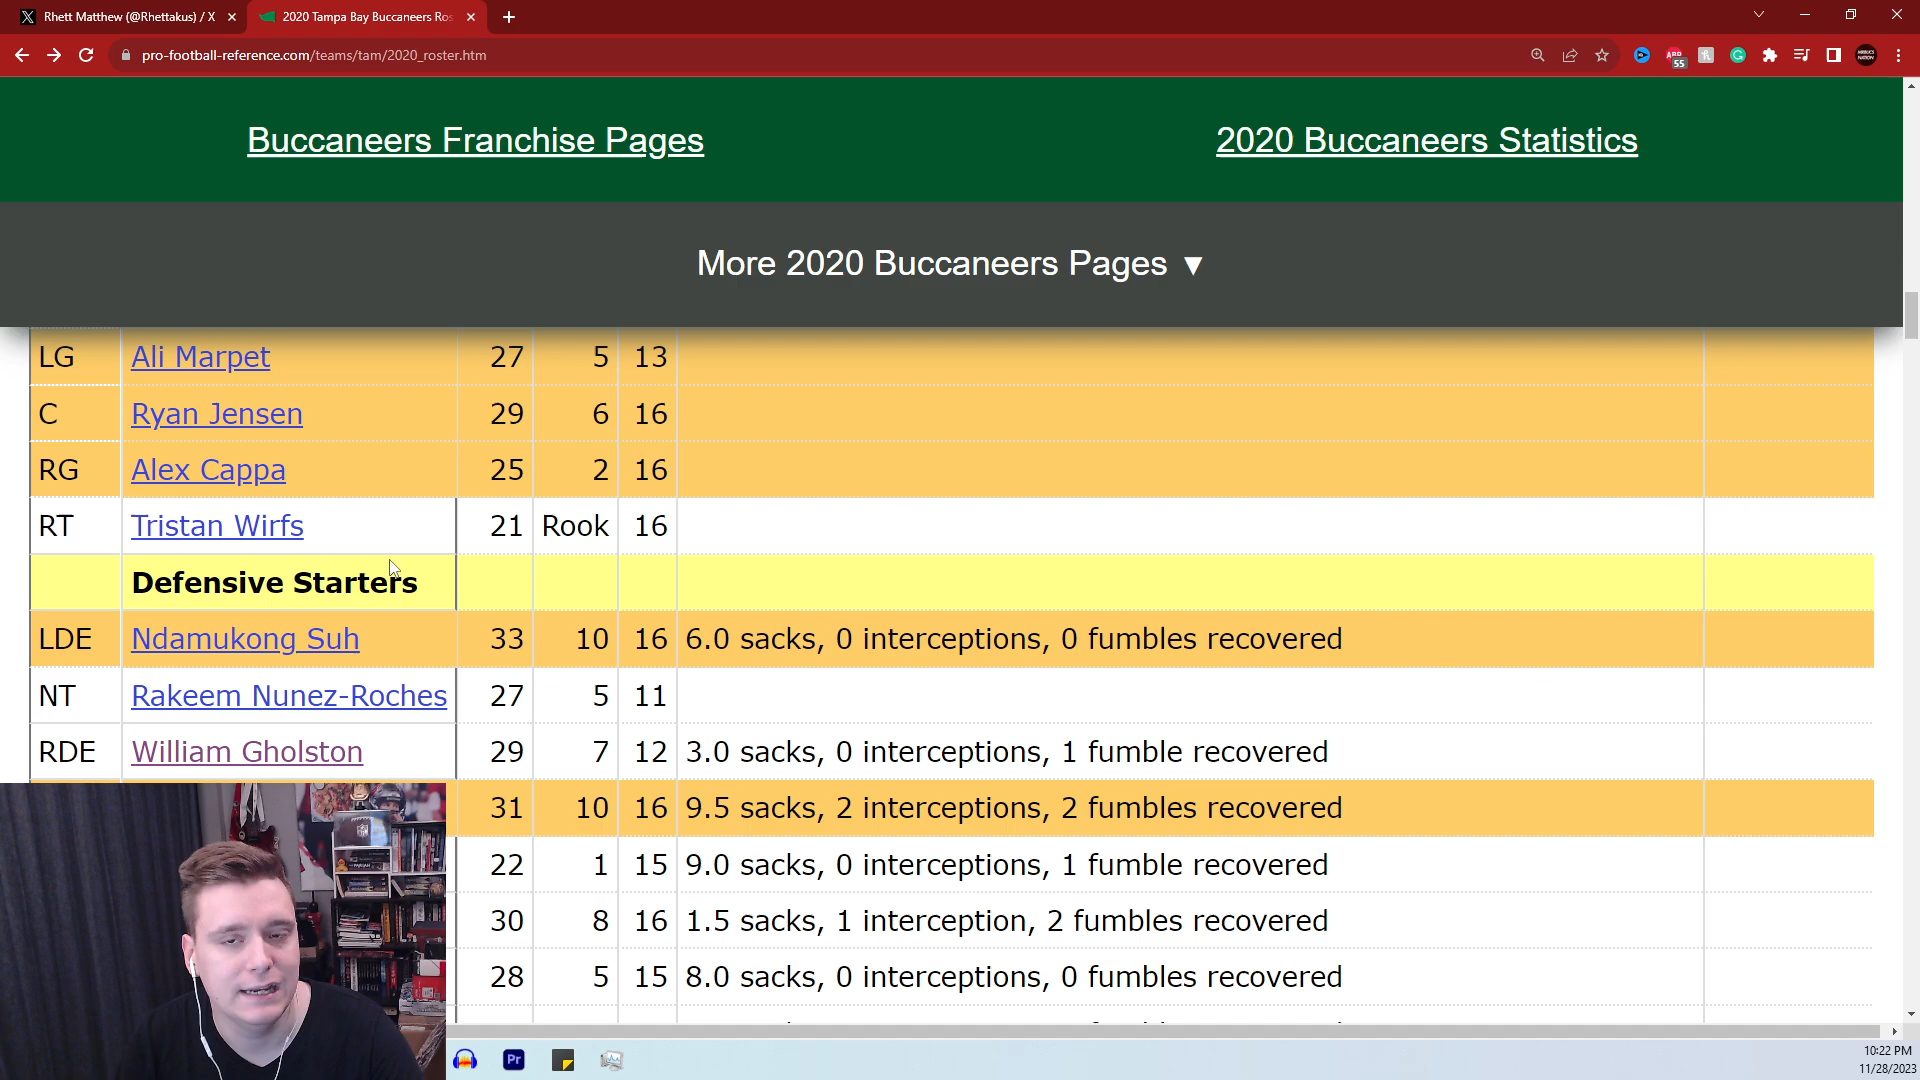 Rhett Matthew (@Rhettakus) / X
2020 Tampa Bay Buccaneers Ros
pro-football-reference.com/teams/tam/2020_roster.htm
55
Buccaneers Franchise Pages
2020 Buccaneers Statistics
More 2020 Buccaneers Pages ▼
LG Ali Marpet 27 5 13
C Ryan Jensen 29 6 16
RG Alex Cappa 25 2 16
RT Tristan Wirfs 21 Rook 16
Defensive Starters
LDE Ndamukong Suh 33 10 16 6.0 sacks, 0 interceptions, 0 fumbles recovered
NT Rakeem Nunez-Roches 27 5 11
RDE William Gholston 29 7 12 3.0 sacks, 0 interceptions, 1 fumble recovered
31 10 16 9.5 sacks, 2 interceptions, 2 fumbles recovered
22 1 15 9.0 sacks, 0 interceptions, 1 fumble recovered
30 8 16 1.5 sacks, 1 interception, 2 fumbles recovered
28 5 15 8.0 sacks, 0 interceptions, 0 fumbles recovered
Pr
10:22 PM
11/28/2023